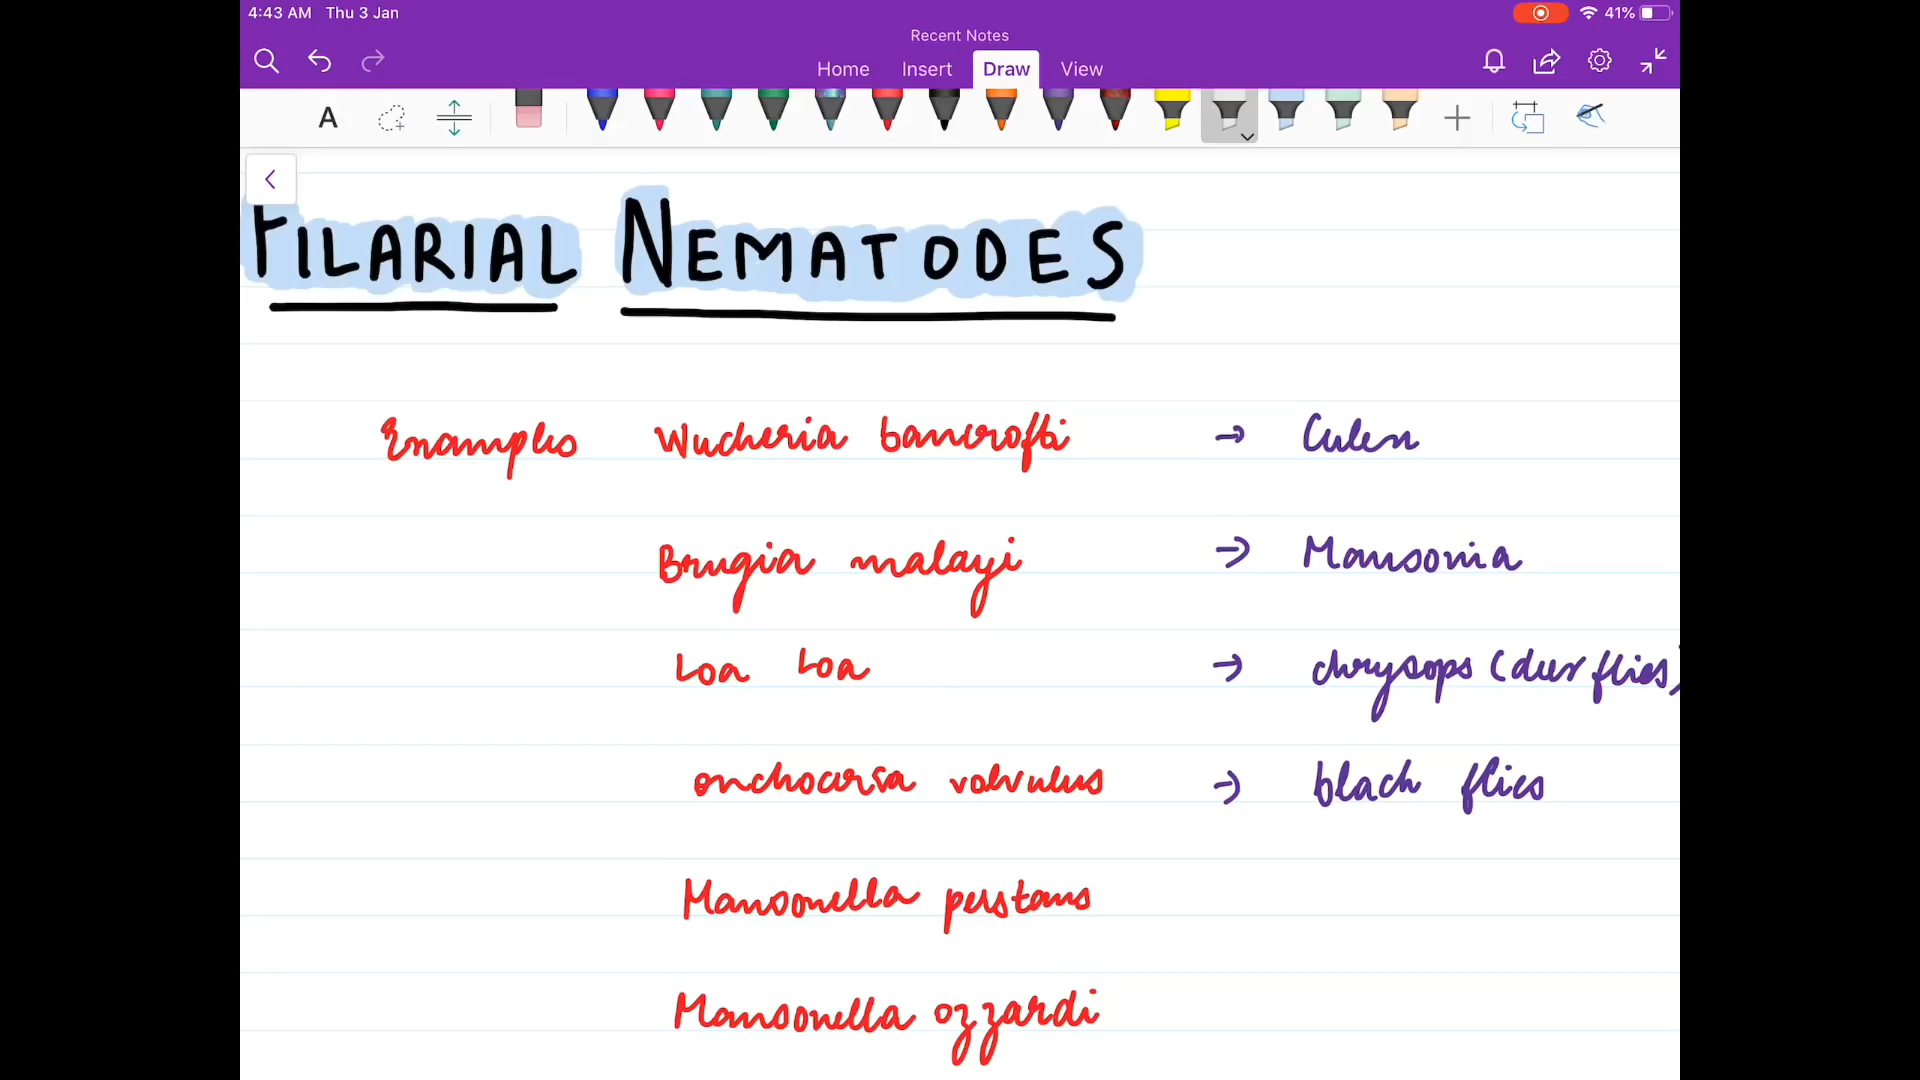 4:43 AM Thu 3 Jan 41%
Recent Notes
Home Insert Draw View
A
FILARIAL NEMATODES
Examples Wucheria bancrofti → Culex
Brugia malayi → Mansonia
Loa Loa → chrysops (deer flies)
onchocerca volvulus → black flies
Mansonella perstans
Mansonella ozzardi